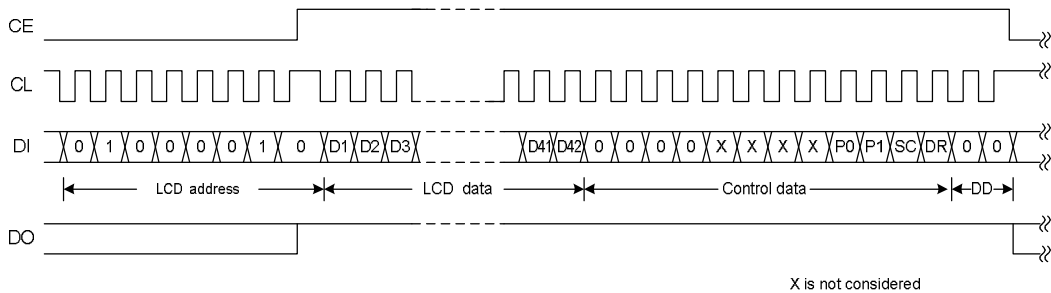 CE
CL
DI 0 1 0 0 0 0 1 0 D1 D2 D3 D41 D42 0 0 0 0 X X X X P0 P1 SC DR 0 0
LCD address LCD data Control data DD
DO
X is not considered